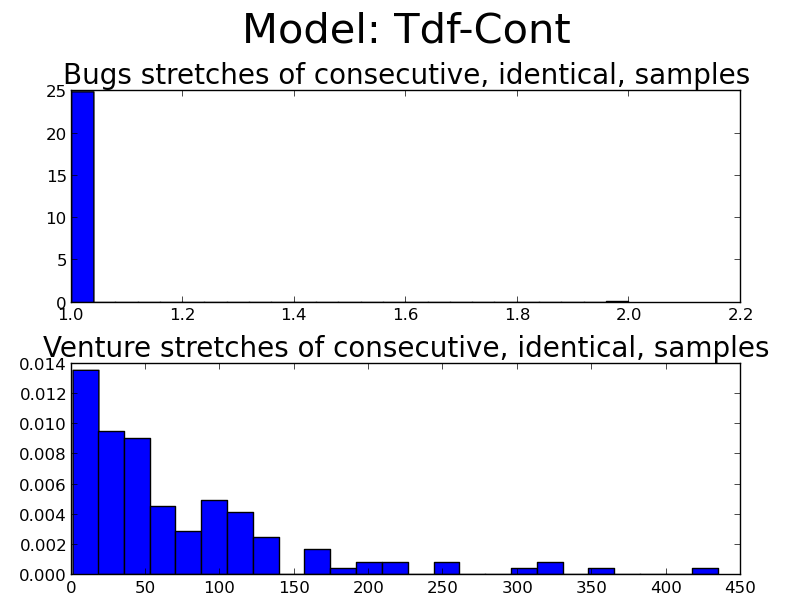 Model: Tdf-Cont
Bugs stretches of consecutive, identical, samples
25
20
15
10
5
0
1.0 1.2 1.4 1.6 1.8 2.0 2.2
Venture stretches of consecutive, identical, samples
0.014
0.012
0.010
0.008
0.006
0.004
0.002
0.000
0 50 100 150 200 250 300 350 400 450